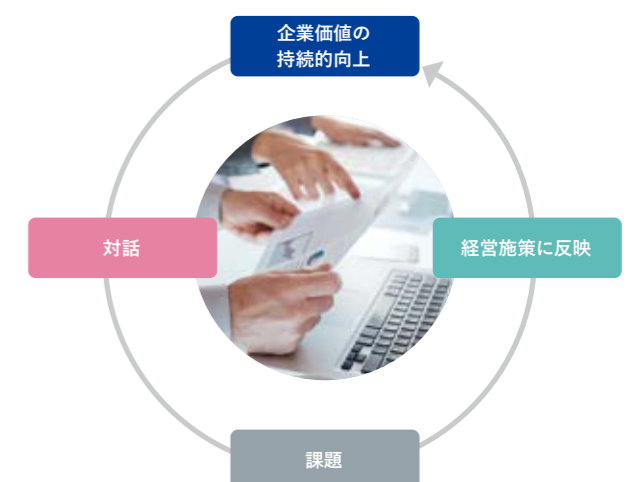 企業価値の
持続的向上
対話
経営施策に反映
課題